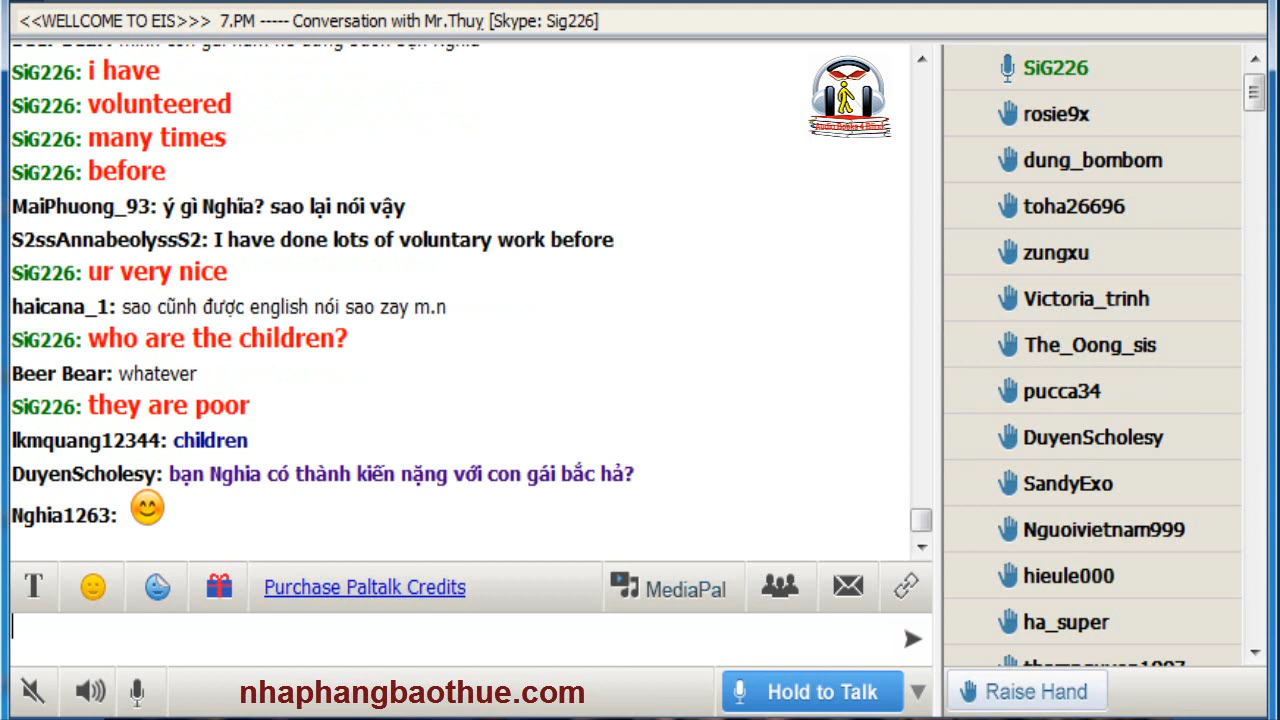 <<WELLCOME TO EIS>>> 7.PM ----- Conversation with Mr.Thuỵ [Skype: Sig226]
SiG226: i have
SiG226: volunteered
SiG226: many times
SiG226: before
MaiPhuong_93: ý gì Nghĩa? sao lại nói vậy
S2ssAnnabeolyssS2: I have done lots of voluntary work before
SiG226: ur very nice
haicana_1: sao cũnh được english nói sao zay m.n
SiG226: who are the children?
Beer Bear: whatever
SiG226: they are poor
lkmquang12344: children
DuyenScholesy: bạn Nghia có thành kiến nặng với con gái bắc hả?
Nghia1263:
SiG226
rosie9x
dung_bombom
toha26696
zungxu
Victoria_trinh
The_Oong_sis
pucca34
DuyenScholesy
SandyExo
Nguoivietnam999
hieule000
ha_super
T
Purchase Paltalk Credits
MediaPal
nhaphangbaothue.com
Hold to Talk
Raise Hand